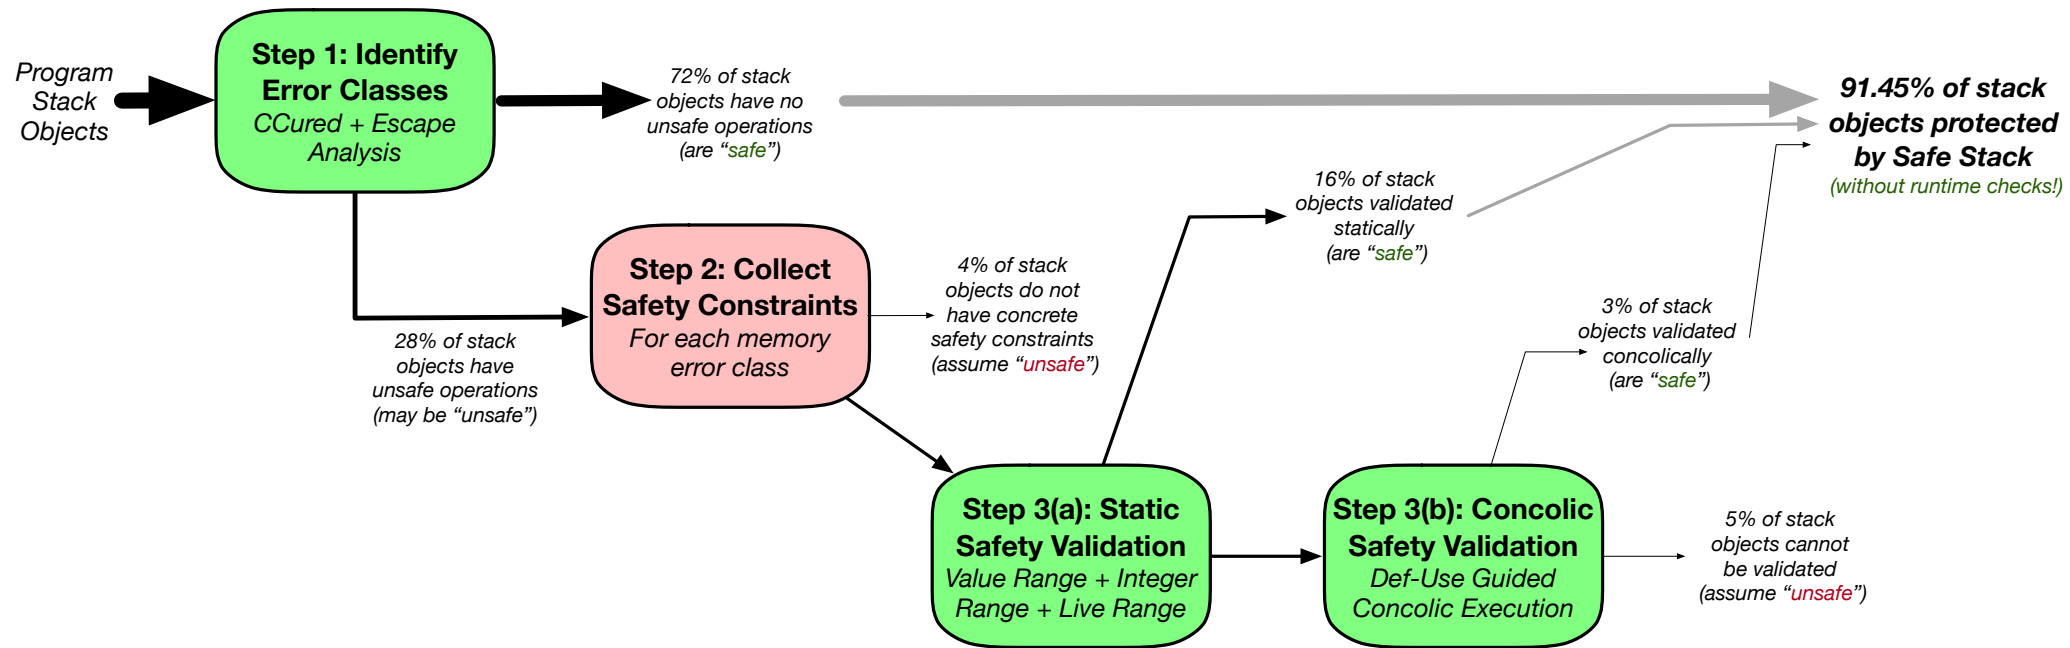 Program
Stack
Objects
Step 1: Identify
Error Classes
CCured + Escape
Analysis
72% of stack
objects have no
unsafe operations
(are “safe”)
91.45% of stack
objects protected
by Safe Stack
(without runtime checks!)
28% of stack
objects have
unsafe operations
(may be “unsafe”)
Step 2: Collect
Safety Constraints
For each memory
error class
4% of stack
objects do not
have concrete
safety constraints
(assume “unsafe”)
16% of stack
objects validated
statically
(are “safe”)
3% of stack
objects validated
concolically
(are “safe”)
Step 3(a): Static
Safety Validation
Value Range + Integer
Range + Live Range
Step 3(b): Concolic
Safety Validation
Def-Use Guided
Concolic Execution
5% of stack
objects cannot
be validated
(assume “unsafe”)